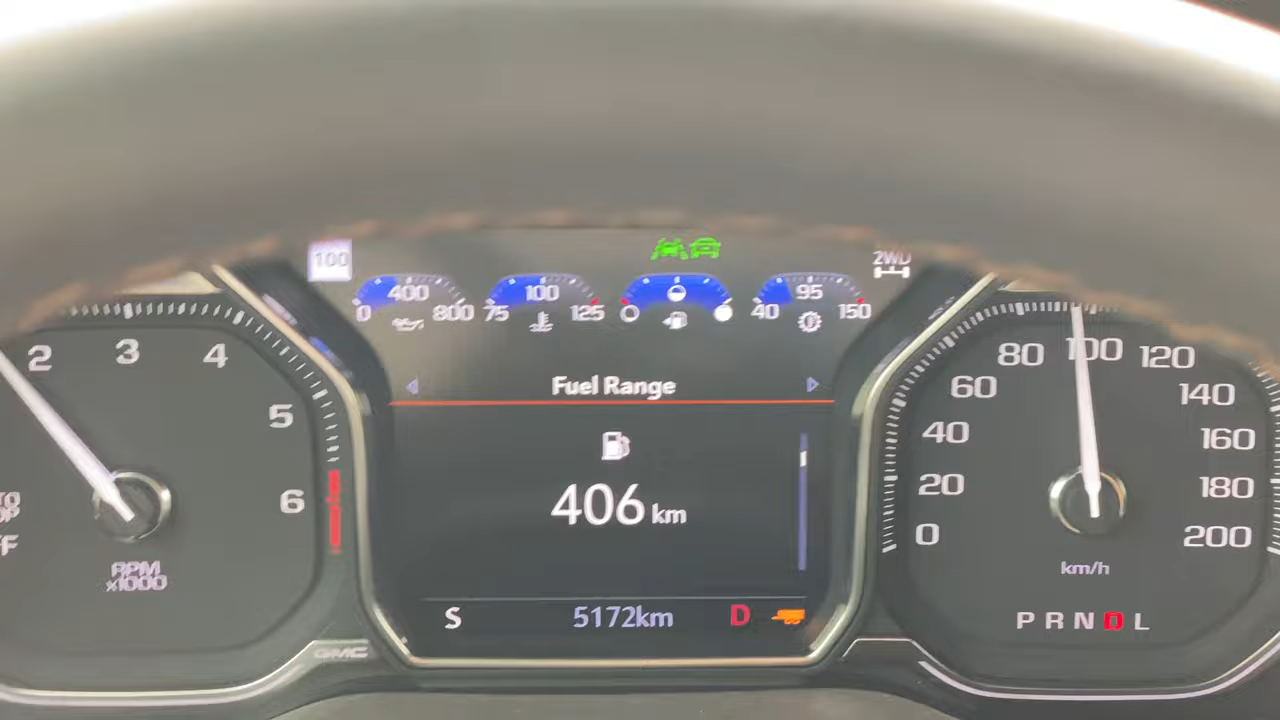 100
2WD
400
0 800
100
75 125
95
40 150
Fuel Range
406 km
S 5172km D
2 3 4 5 6
RPM
x1000
0 20 40 60 80 100 120 140 160 180 200
km/h
P R N D L
GMC